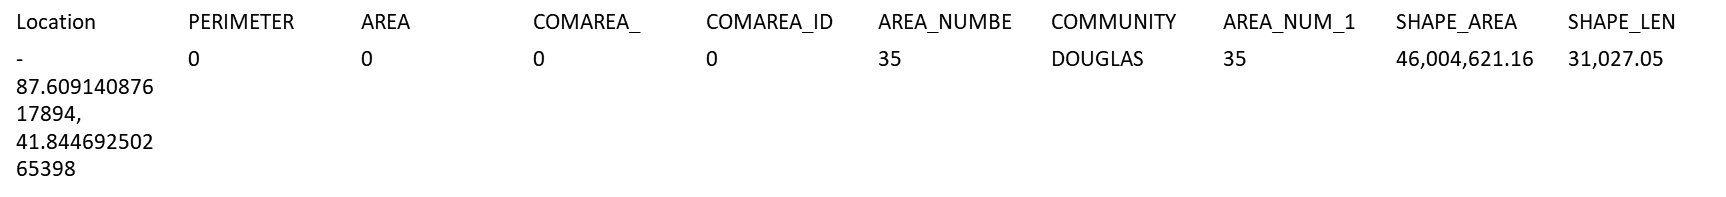 Location PERIMETER AREA COMAREA_ COMAREA_ID AREA_NUMBE COMMUNITY AREA_NUM_1 SHAPE_AREA SHAPE_LEN
- 0 0 0 0 35 DOUGLAS 35 46,004,621.16 31,027.05
87.609140876
17894,
41.844692502
65398